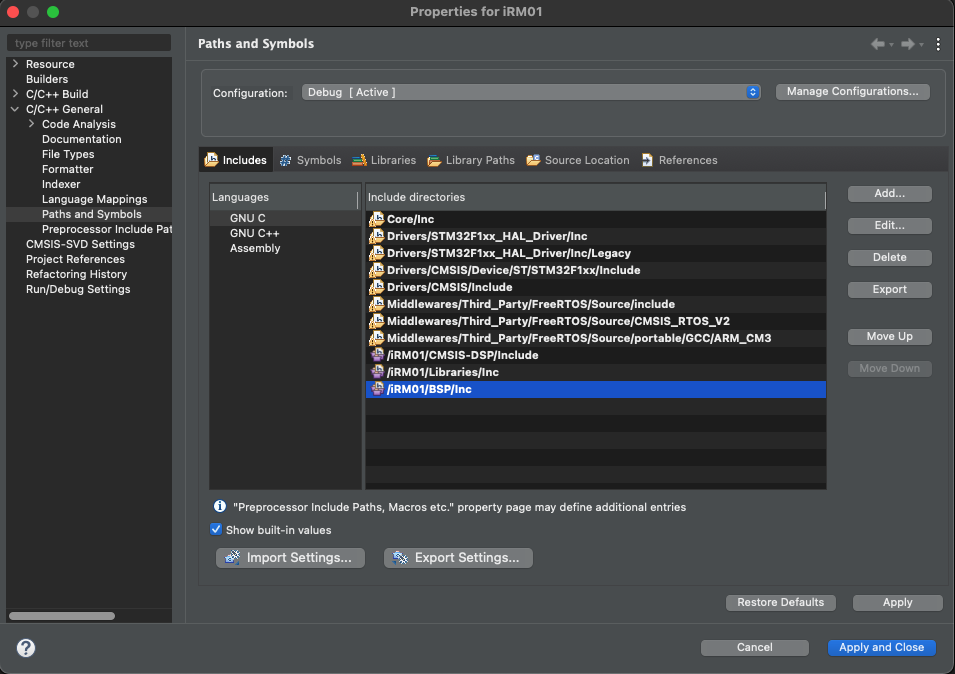 Properties for iRM01
type filter text
Resource
Builders
C/C++ Build
C/C++ General
Code Analysis
Documentation
File Types
Formatter
Indexer
Language Mappings
Paths and Symbols
Preprocessor Include Pat
CMSIS-SVD Settings
Project References
Refactoring History
Run/Debug Settings
Paths and Symbols
Configuration: Debug [ Active ] Manage Configurations...
Includes Symbols Libraries Library Paths Source Location References
Languages
GNU C
GNU C++
Assembly
Include directories
Core/Inc
Drivers/STM32F1xx_HAL_Driver/Inc
Drivers/STM32F1xx_HAL_Driver/Inc/Legacy
Drivers/CMSIS/Device/ST/STM32F1xx/Include
Drivers/CMSIS/Include
Middlewares/Third_Party/FreeRTOS/Source/include
Middlewares/Third_Party/FreeRTOS/Source/CMSIS_RTOS_V2
Middlewares/Third_Party/FreeRTOS/Source/portable/GCC/ARM_CM3
/iRM01/CMSIS-DSP/Include
/iRM01/Libraries/Inc
/iRM01/BSP/Inc
Add...
Edit...
Delete
Export
Move Up
Move Down
"Preprocessor Include Paths, Macros etc." property page may define additional entries
Show built-in values
Import Settings... Export Settings...
Restore Defaults Apply
? Cancel Apply and Close